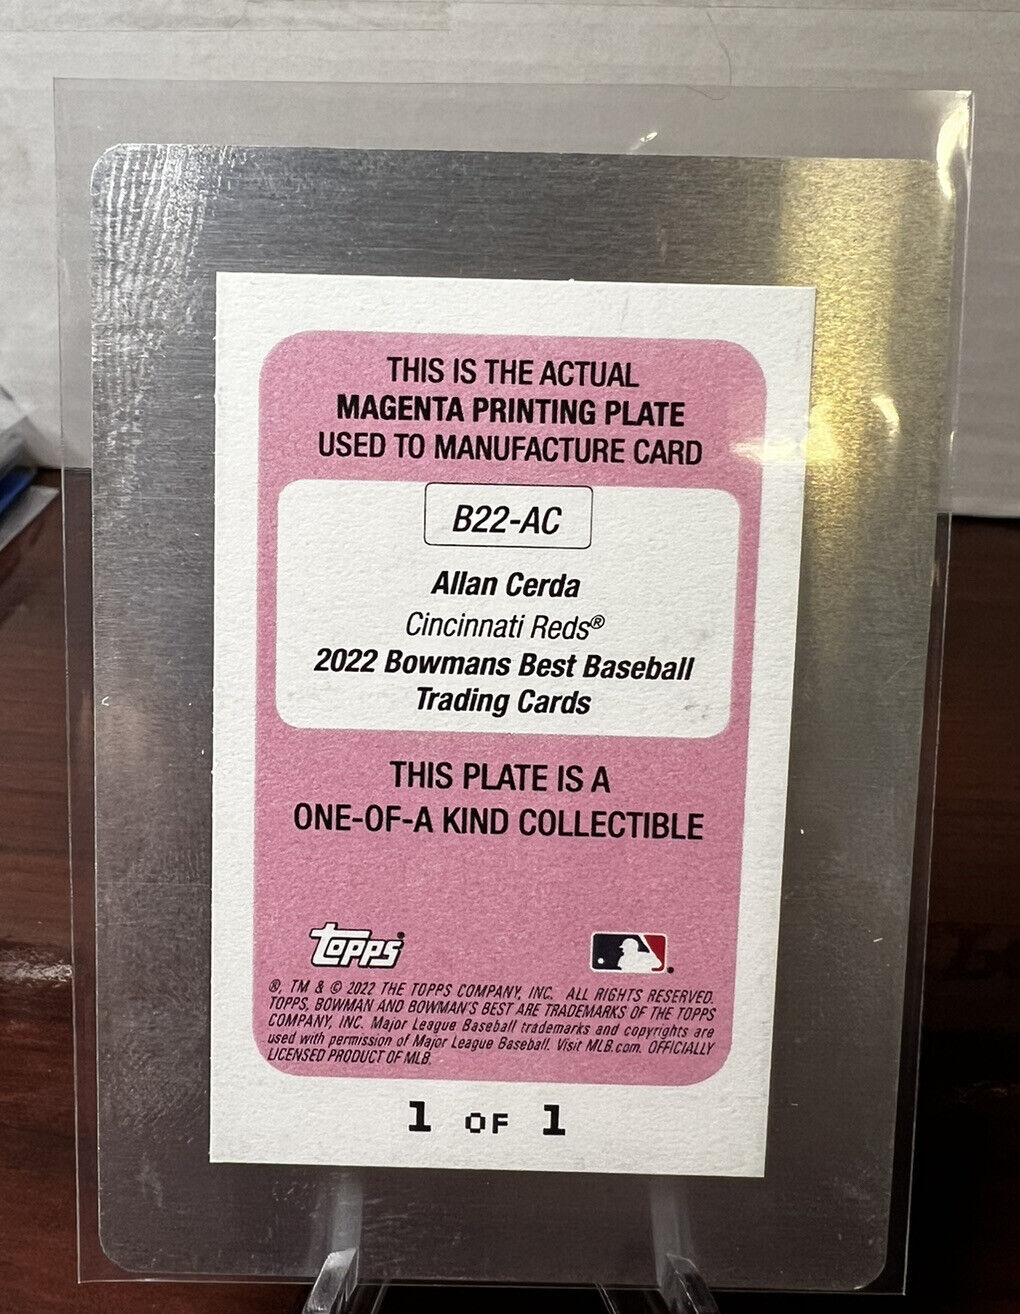 THIS IS THE ACTUAL
MAGENTA PRINTING PLATE
USED TO MANUFACTURE CARD
B22-AC
Allan Cerda
Cincinnati Reds®
2022 Bowmans Best Baseball
Trading Cards
THIS PLATE IS A
ONE-OF-A KIND COLLECTIBLE
topps
®, TM & © 2022 THE TOPPS COMPANY, INC. ALL RIGHTS RESERVED.
TOPPS, BOWMAN AND BOWMAN'S BEST ARE TRADEMARKS OF THE TOPPS
COMPANY, INC. Major League Baseball trademarks and copyrights are
used with permission of Major League Baseball. Visit MLB.com. OFFICIALLY
LICENSED PRODUCT OF MLB.
1 OF 1